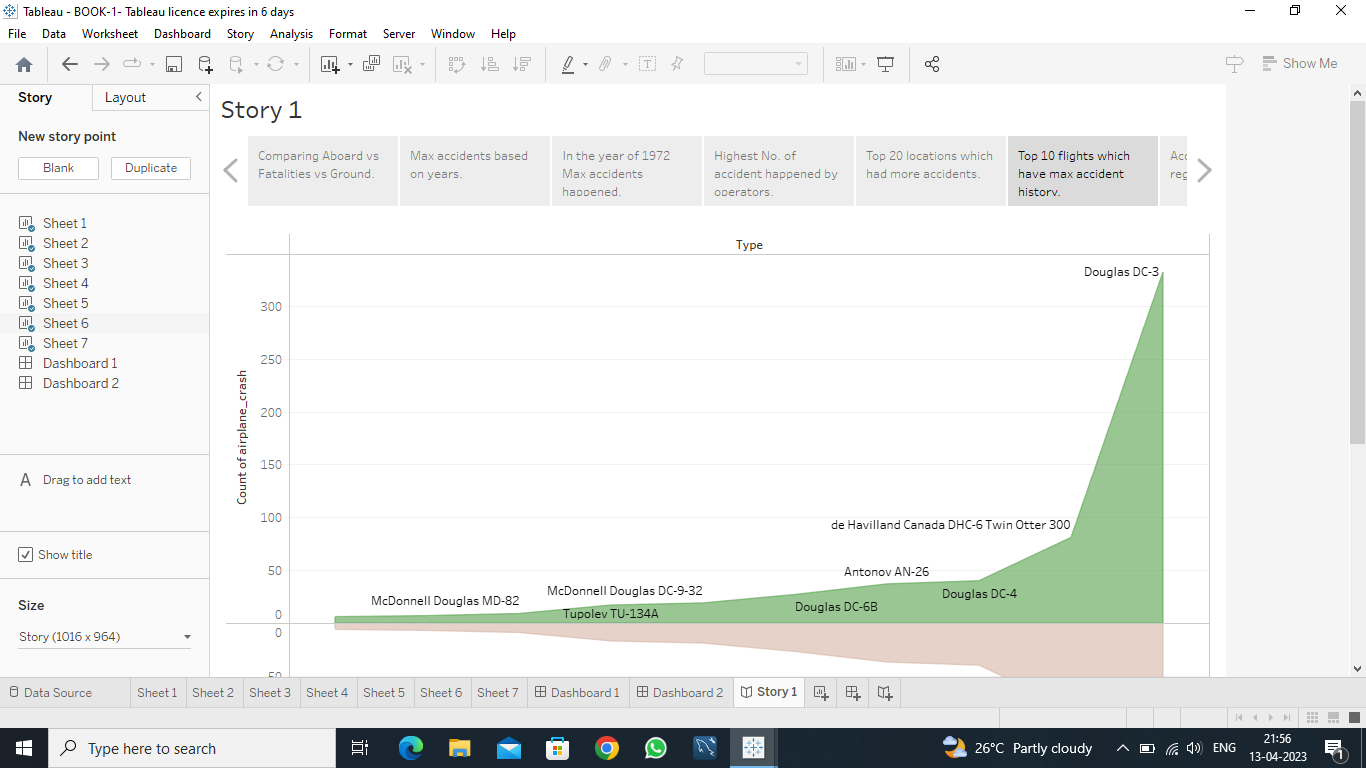 Tableau - BOOK-1- Tableau licence expires in 6 days
File Data Worksheet Dashboard Story Analysis Format Server Window Help
Show Me
Story Layout
New story point
Blank Duplicate
Sheet 1
Sheet 2
Sheet 3
Sheet 4
Sheet 5
Sheet 6
Sheet 7
Dashboard 1
Dashboard 2
A Drag to add text
Show title
Size
Story (1016 x 964)
Story 1
Comparing Aboard vs
Fatalities vs Ground.
Max accidents based
on years.
In the year of 1972
Max accidents
happened.
Highest No. of
accident happened by
operators.
Top 20 locations which
had more accidents.
Top 10 flights which
have max accident
history.
Acc
reg
Type
Count of airplane_crash
300
250
200
150
100
50
0
0
50
Douglas DC-3
de Havilland Canada DHC-6 Twin Otter 300
Antonov AN-26
Douglas DC-4
McDonnell Douglas DC-9-32
McDonnell Douglas MD-82
Douglas DC-6B
Tupolev TU-134A
Data Source Sheet 1 Sheet 2 Sheet 3 Sheet 4 Sheet 5 Sheet 6 Sheet 7 Dashboard 1 Dashboard 2 Story 1
Type here to search
26°C Partly cloudy
ENG
21:56
13-04-2023
1